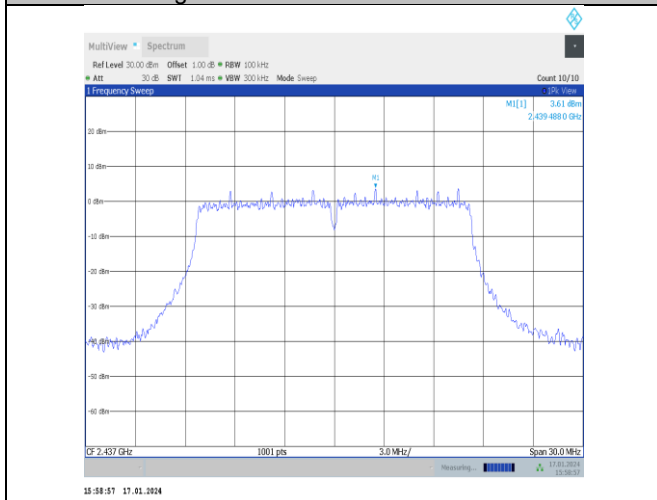 MultiView Spectrum
Ref Level 30.00 dBm Offset 1.00 dB RBW 100 kHz
Att 30 dB SWT 1.04 ms VBW 300 kHz Mode Sweep Count 10/10
1 Frequency Sweep 1Pk View
M1[1] 3.61 dBm
2.4394880 GHz
20 dBm
10 dBm
M1
0 dBm
-10 dBm
-20 dBm
-30 dBm
-40 dBm
-50 dBm
-60 dBm
CF 2.437 GHz 1001 pts 3.0 MHz/ Span 30.0 MHz
Measuring... 17.01.2024
15:58:57
15:58:57 17.01.2024